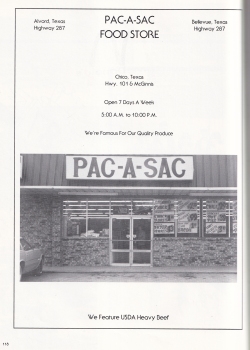 Alvord, Texas
Highway 287
PAC-A-SAC
FOOD STORE
Bellevue, Texas
Highway 287
Chico, Texas
Hwy. 101 & McGinnis
Open 7 Days A Week
5:00 A.M. to 10:00 P.M.
We're Famous For Our Quality Produce
PAC-A-SAC
We Feature USDA Heavy Beef